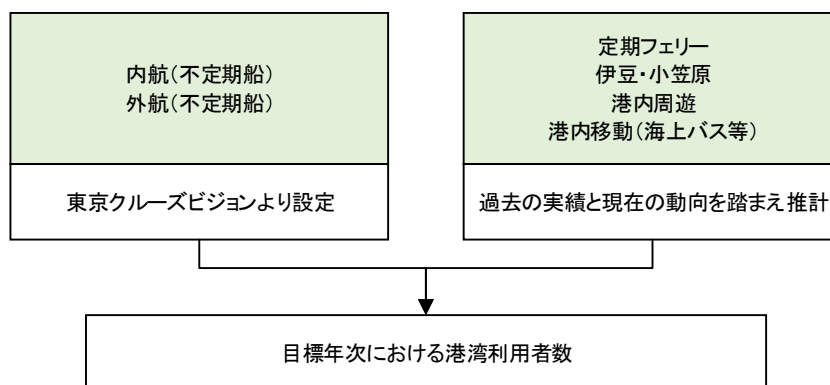 内航(不定期船)
外航(不定期船)
東京クルーズビジョンより設定
定期フェリー
伊豆・小笠原
港内周遊
港内移動(海上バス等)
過去の実績と現在の動向を踏まえ推計
目標年次における港湾利用者数